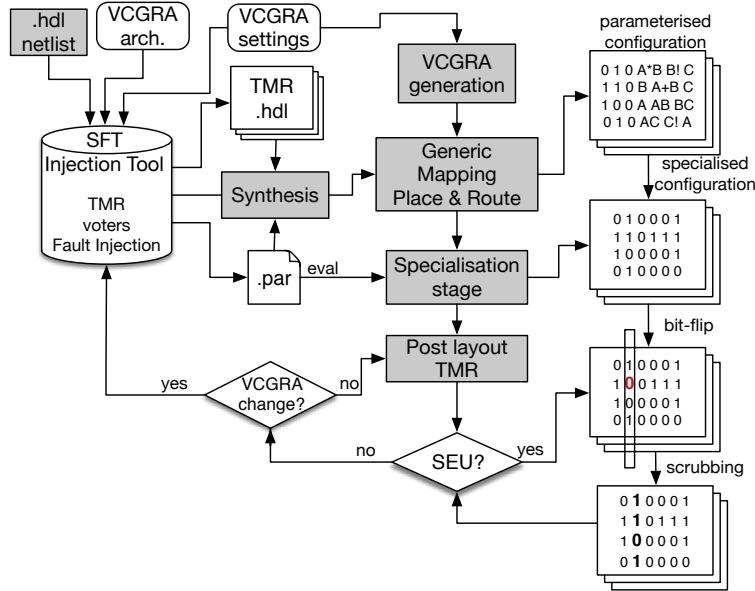 .hdl
netlist
VCGRA
arch.
VCGRA
settings
parameterised
configuration
VCGRA
generation
0 1 0 A*B B! C
1 1 0 B A+B C
1 0 0 A AB BC
0 1 0 AC C! A
TMR
.hdl
SFT
Injection Tool
TMR
voters
Fault Injection
Synthesis
Generic
Mapping
Place & Route
specialised
configuration
0 1 0 0 0 1
1 1 0 1 1 1
1 0 0 0 0 1
0 1 0 0 0 0
.par
eval
Specialisation
stage
bit-flip
Post layout
TMR
0 1 0 0 0 1
1 0 0 1 1 1
1 0 0 0 0 1
0 1 0 0 0 0
yes
VCGRA
change?
no
no
SEU?
yes
scrubbing
0 1 0 0 0 1
1 1 0 1 1 1
1 0 0 0 0 1
0 1 0 0 0 0